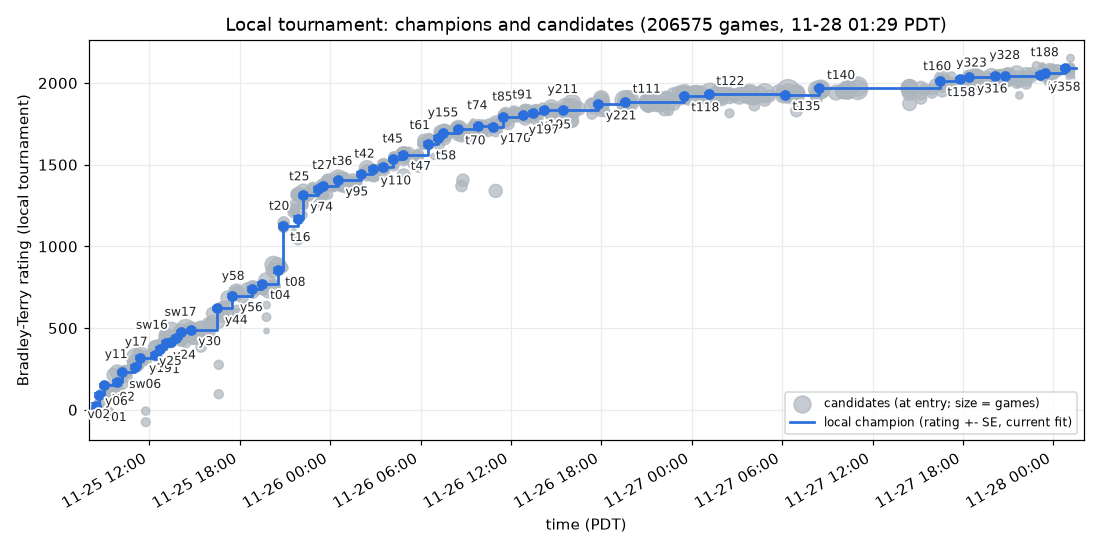 Local tournament: champions and candidates (206575 games, 11-28 01:29 PDT)
Bradley-Terry rating (local tournament)
2000
1500
1000
500
0
t188
y328
y323
t160
t158
y316
y358
t140
t135
t122
t118
t111
y221
y211
y197
t91
t85
y170
t74
t70
y155
t61
t58
t47
t45
y110
t42
y95
t36
t27
y74
t25
t20
t16
t08
t04
y58
y56
y44
sw17
y30
sw16
y24
y25
y17
y191
y11
sw06
y06
v02
candidates (at entry; size = games)
local champion (rating +- SE, current fit)
11-25 12:00
11-25 18:00
11-26 00:00
11-26 06:00
11-26 12:00
11-26 18:00
11-27 00:00
11-27 06:00
11-27 12:00
11-27 18:00
11-28 00:00
time (PDT)